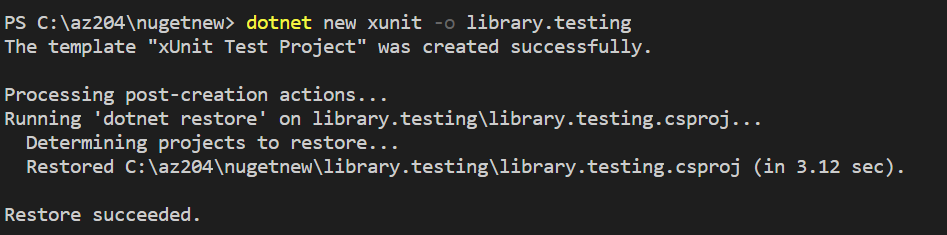 PS C:\az204\nugetnew> dotnet new xunit -o library.testing
The template "xUnit Test Project" was created successfully.
Processing post-creation actions...
Running 'dotnet restore' on library.testing\library.testing.csproj...
Determining projects to restore...
Restored C:\az204\nugetnew\library.testing\library.testing.csproj (in 3.12 sec).
Restore succeeded.